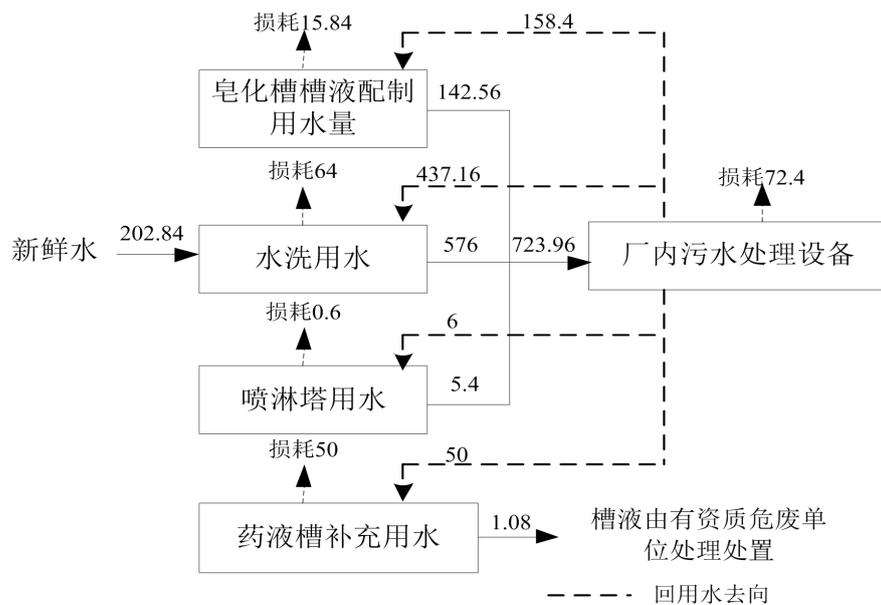 损耗15.84
158.4
皂化槽槽液配制
用水量
142.56
损耗64
437.16
损耗72.4
新鲜水
202.84
水洗用水
576
723.96
厂内污水处理设备
损耗0.6
6
喷淋塔用水
5.4
损耗50
50
药液槽补充用水
1.08
槽液由有资质危废单
位处理处置
回用水去向